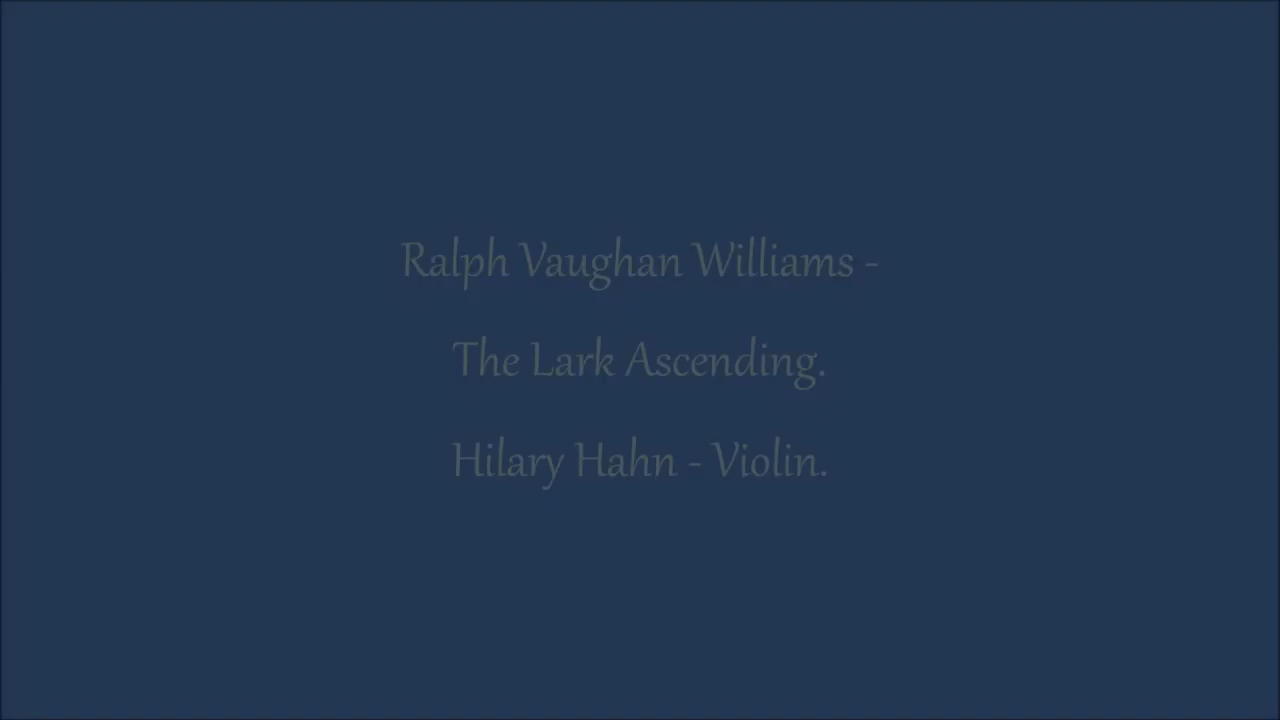 Ralph Vaughan Williams -
The Lark Ascending.
Hilary Hahn - Violin.